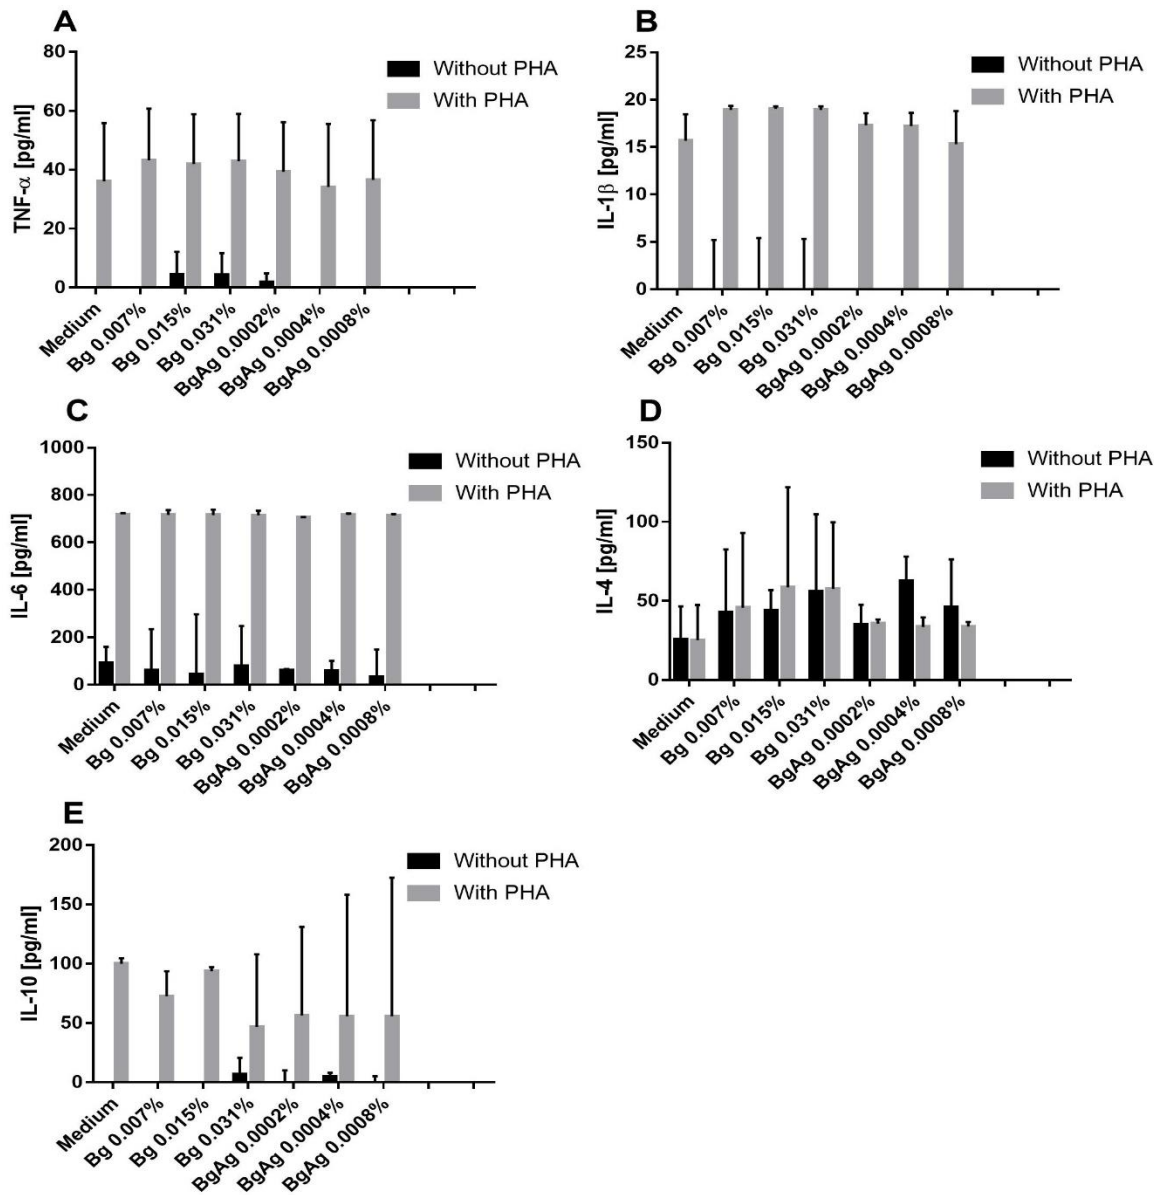 A
TNF-α [pg/ml]
80
60
40
20
0
Without PHA
With PHA
Medium
Bg 0.007%
Bg 0.015%
Bg 0.031%
BgAg 0.0002%
BgAg 0.0004%
BgAg 0.0008%
B
IL-1β [pg/ml]
25
20
15
10
5
0
Without PHA
With PHA
Medium
Bg 0.007%
Bg 0.015%
Bg 0.031%
BgAg 0.0002%
BgAg 0.0004%
BgAg 0.0008%
C
IL-6 [pg/ml]
1000
800
600
400
200
0
Without PHA
With PHA
Medium
Bg 0.007%
Bg 0.015%
Bg 0.031%
BgAg 0.0002%
BgAg 0.0004%
BgAg 0.0008%
D
IL-4 [pg/ml]
150
100
50
0
Without PHA
With PHA
Medium
Bg 0.007%
Bg 0.015%
Bg 0.031%
BgAg 0.0002%
BgAg 0.0004%
BgAg 0.0008%
E
IL-10 [pg/ml]
200
150
100
50
0
Without PHA
With PHA
Medium
Bg 0.007%
Bg 0.015%
Bg 0.031%
BgAg 0.0002%
BgAg 0.0004%
BgAg 0.0008%